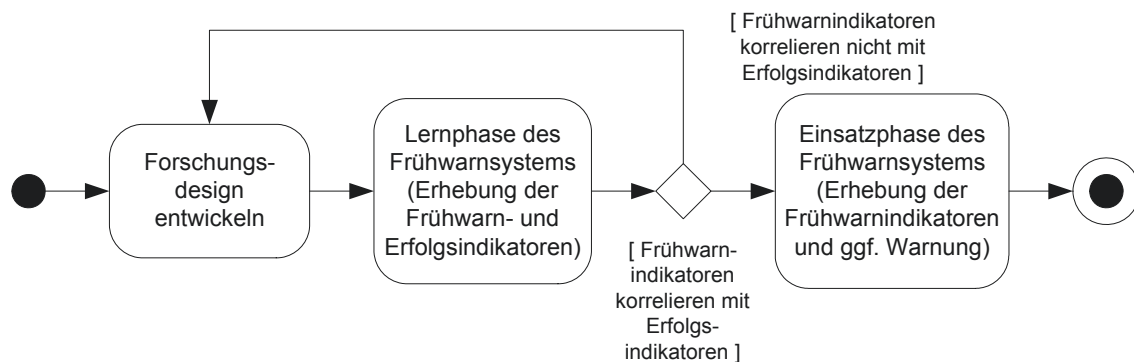 [ Frühwarnindikatoren
korrelieren nicht mit
Erfolgsindikatoren ]
Forschungs-
design
entwickeln
Lernphase des
Frühwarnsystems
(Erhebung der
Frühwarn- und
Erfolgsindikatoren)
[ Frühwarn-
indikatoren
korrelieren mit
Erfolgs-
indikatoren ]
Einsatzphase des
Frühwarnsystems
(Erhebung der
Frühwarnindikatoren
und ggf. Warnung)